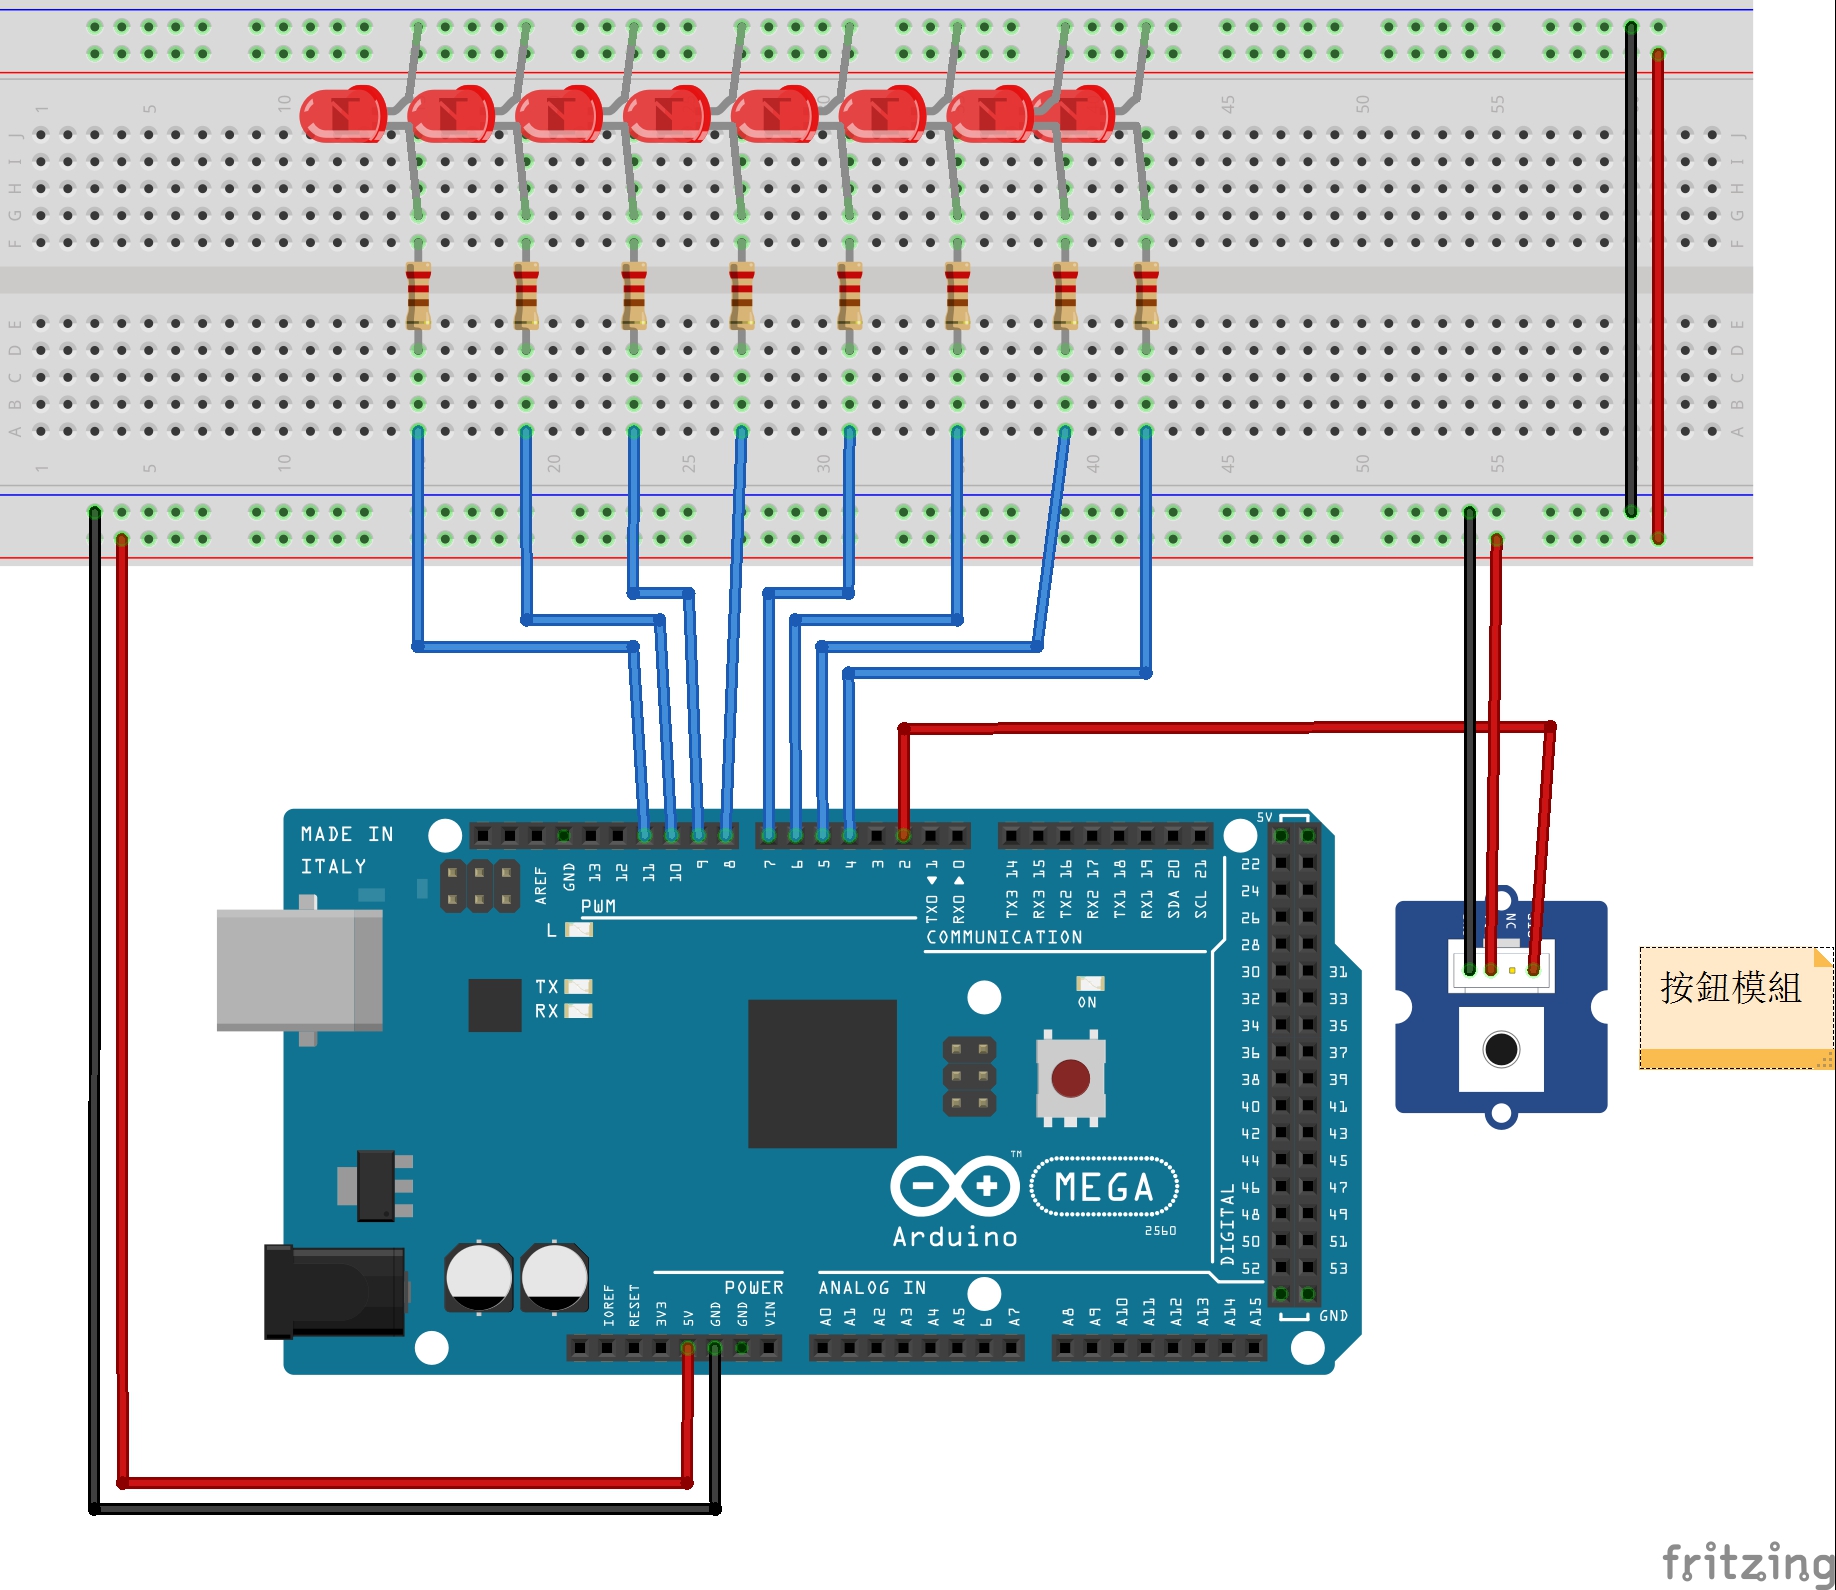 1 5 10 30 45 50 55
J J
I I
H H
G G
F F
E E
D D
C C
B B
A A
1 5 10 20 25 30 40 45 50 55
MADE IN
ITALY
AREF GND 13 12 11 10 9 8 7 6 5 4 3 2 TX0 1 RX0 0 TX3 14 RX3 15 TX2 16 RX2 17 TX1 18 RX1 19 SDA 20 SCL 21
5V
PWM
COMMUNICATION
L
TX
RX
ON
22
24
26
28
30 31
32 33
34 35
36 37
38 39
40 41
42 43
44 45
46 47
48 49
50 51
52 53
GND
DIGITAL
NC
按鈕模組
TM
MEGA
2560
Arduino
POWER
ANALOG IN
IOREF RESET 3V3 5V GND GND VIN A0 A1 A2 A3 A4 A5 A7 A8 A9 A10 A11 A12 A13 A14 A15
fritzing